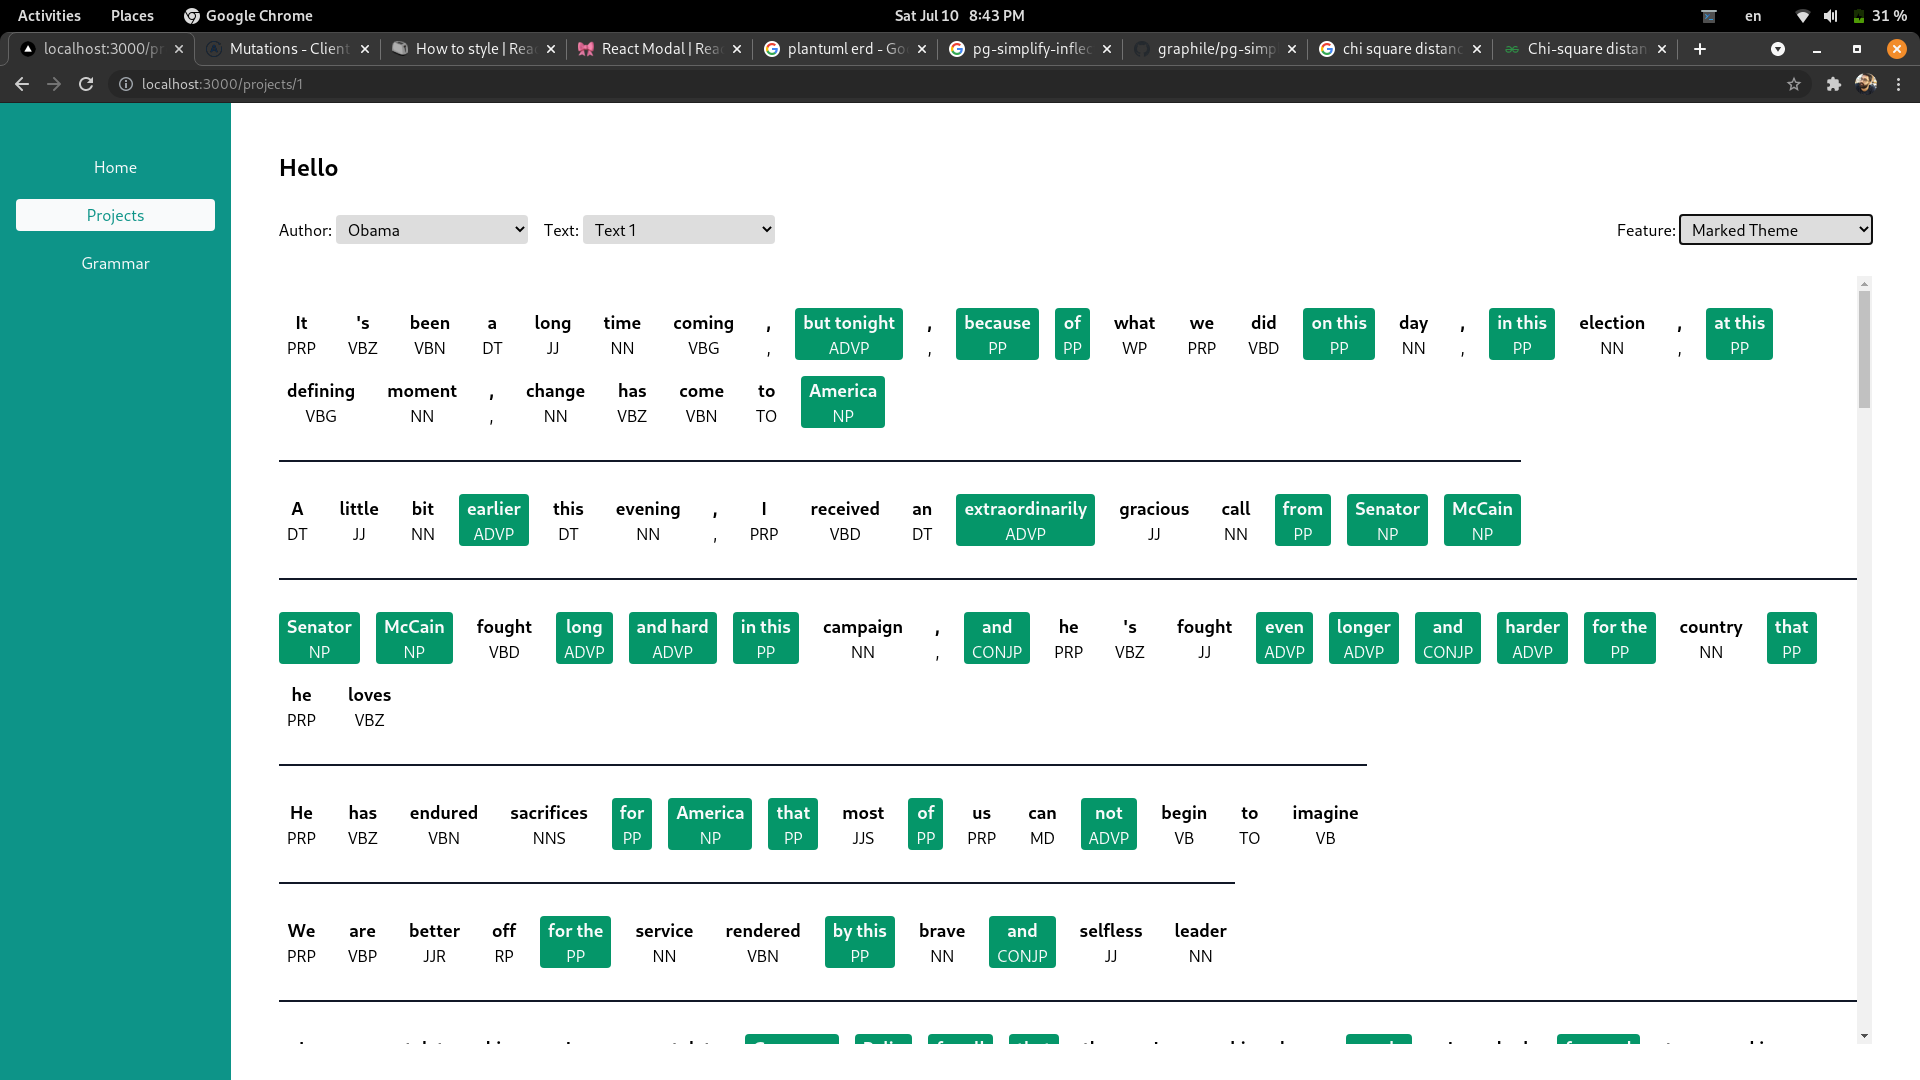 Activities Places Google Chrome Sat Jul 10 8:43 PM en 31 %
localhost:3000/pr Mutations - Client How to style | Rea React Modal | Rea plantuml erd - Go pg-simplify-inflec graphile/pg-simp chi square distanc Chi-square distan
localhost:3000/projects/1
Home
Projects
Grammar
Hello
Author: Obama Text: Text 1 Feature: Marked Theme
It 's been a long time coming , but tonight , because of what we did on this day , in this election , at this
PRP VBZ VBN DT JJ NN VBG , ADVP , PP PP WP PRP VBD PP NN , PP NN , PP
defining moment , change has come to America
VBG NN , NN VBZ VBN TO NP
A little bit earlier this evening , I received an extraordinarily gracious call from Senator McCain
DT JJ NN ADVP DT NN , PRP VBD DT ADVP JJ NN PP NP NP
Senator McCain fought long and hard in this campaign , and he 's fought even longer and harder for the country that
NP NP VBD ADVP ADVP PP NN , CONJP PRP VBZ JJ ADVP ADVP CONJP ADVP PP NN PP
he loves
PRP VBZ
He has endured sacrifices for America that most of us can not begin to imagine
PRP VBZ VBN NNS PP NP PP JJS PP PRP MD ADVP VB TO VB
We are better off for the service rendered by this brave and selfless leader
PRP VBP JJR RP PP NN VBN PP NN CONJP JJ NN